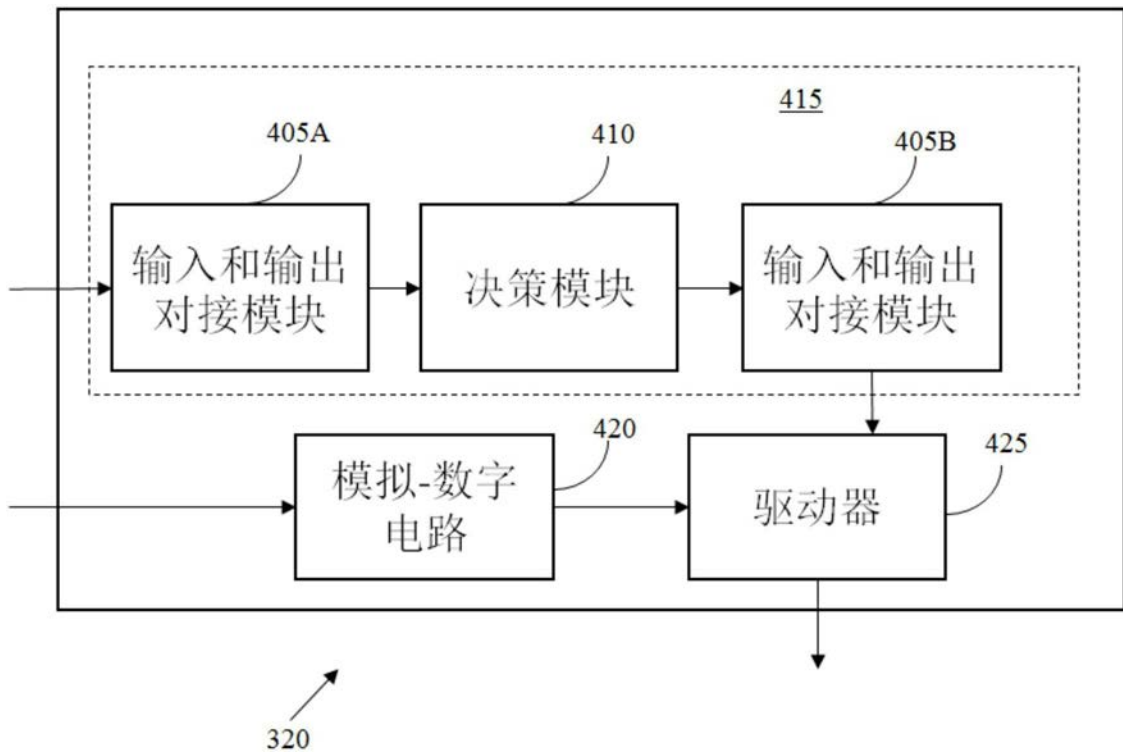 415
405A
410
405B
输入和输出
对接模块
决策模块
输入和输出
对接模块
420
425
模拟-数字
电路
驱动器
320